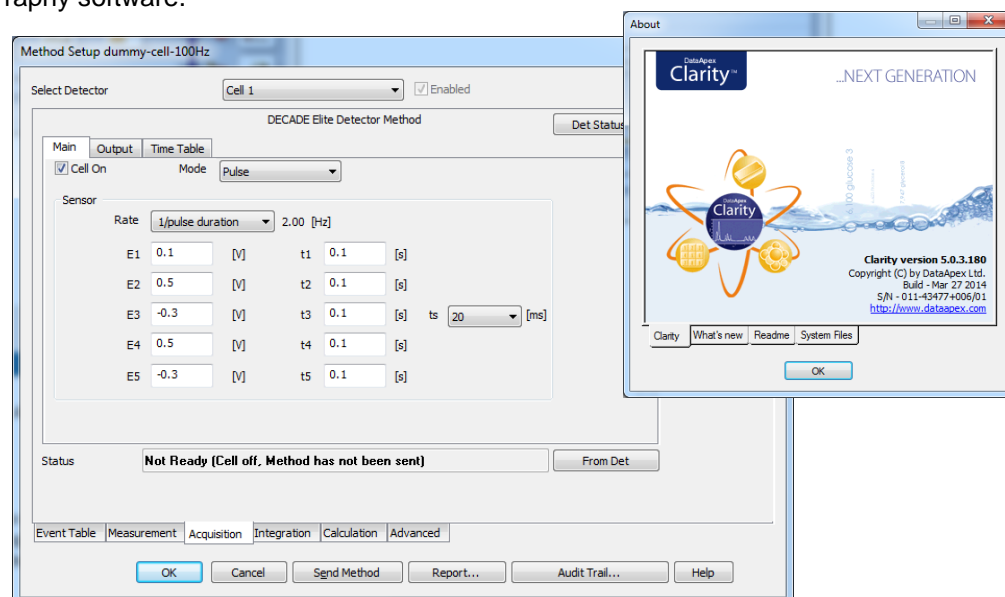 raphy software.
Method Setup dummy-cell-100Hz
Select Detector Cell 1 Enabled
DECADE Elite Detector Method Det Status
Main Output Time Table
Cell On Mode Pulse
Sensor
Rate 1/pulse duration 2.00 [Hz]
E1 0.1 [V] t1 0.1 [s]
E2 0.5 [V] t2 0.1 [s]
E3 -0.3 [V] t3 0.1 [s] ts 20 [ms]
E4 0.5 [V] t4 0.1 [s]
E5 -0.3 [V] t5 0.1 [s]
Status Not Ready (Cell off, Method has not been sent) From Det
Event Table Measurement Acquisition Integration Calculation Advanced
OK Cancel Send Method Report... Audit Trail... Help
About
DataApex
Clarity™ ...NEXT GENERATION
DataApex
Clarity
Clarity version 5.0.3.180
Copyright (C) by DataApex Ltd.
Build - Mar 27 2014
S/N - 011-43477+006/01
http://www.dataapex.com
Clarity What's new Readme System Files
OK